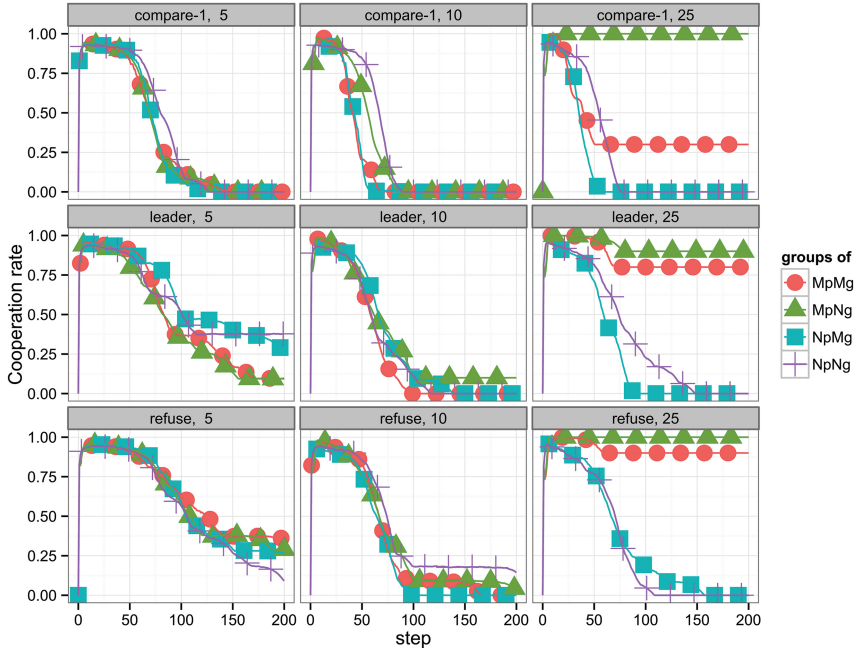 compare-1, 5
compare-1, 10
compare-1, 25
1.00
0.75
0.50
0.25
0.00
leader, 5
leader, 10
leader, 25
1.00
0.75
0.50
0.25
0.00
refuse, 5
refuse, 10
refuse, 25
1.00
0.75
0.50
0.25
0.00
0 50 100 150 200
0 50 100 150 200
0 50 100 150 200
step
Cooperation rate
groups of
MpMg
MpNg
NpMg
NpNg